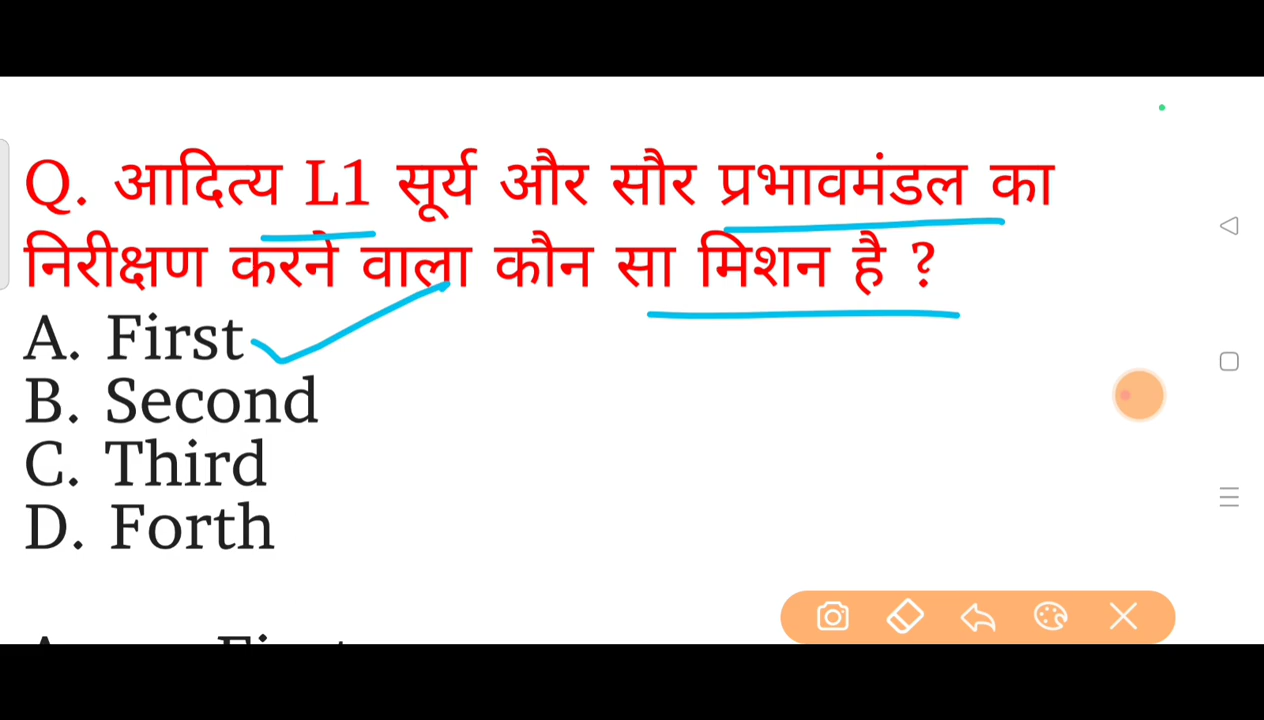 Q. आदित्य L1 सूर्य और सौर प्रभावमंडल का
निरीक्षण करने वाला कौन सा मिशन है ?
A. First
B. Second
C. Third
D. Forth